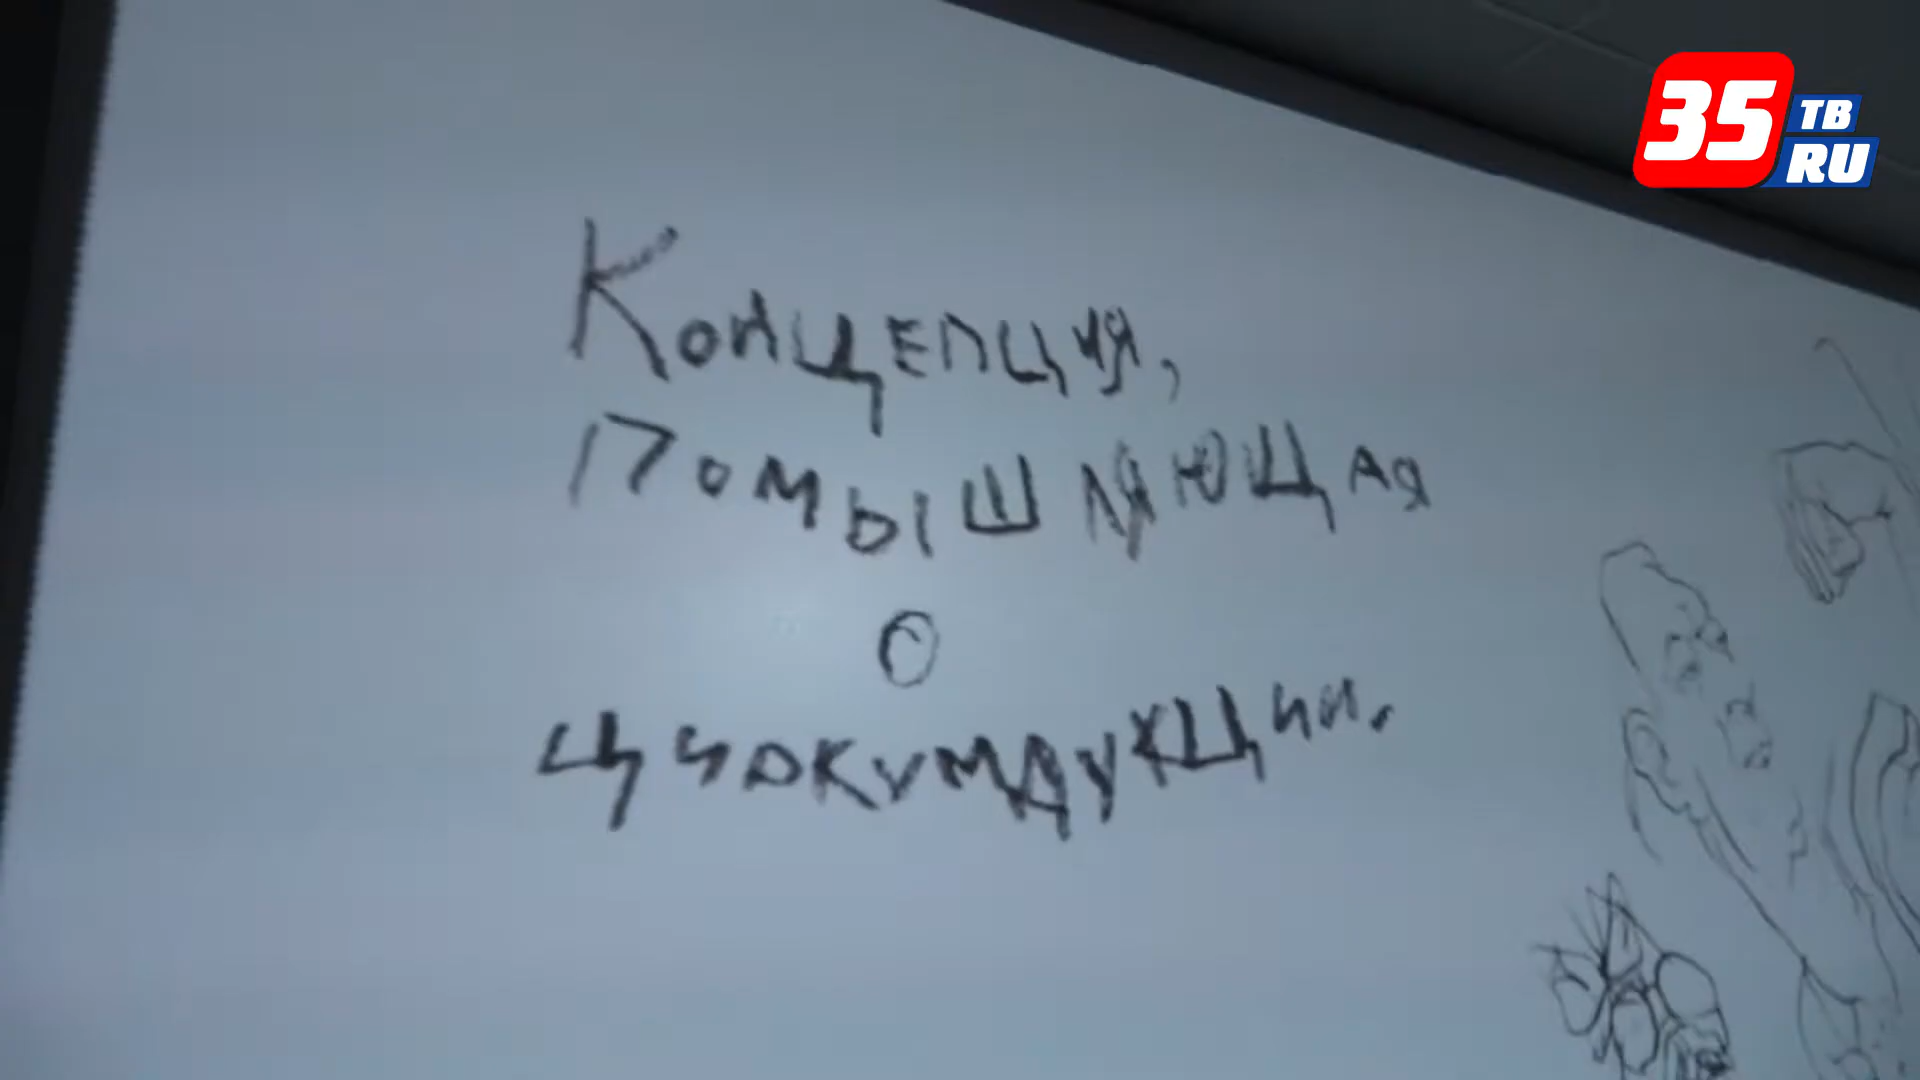 35 ТВ
RU
Концепция,
Помышляющая
о